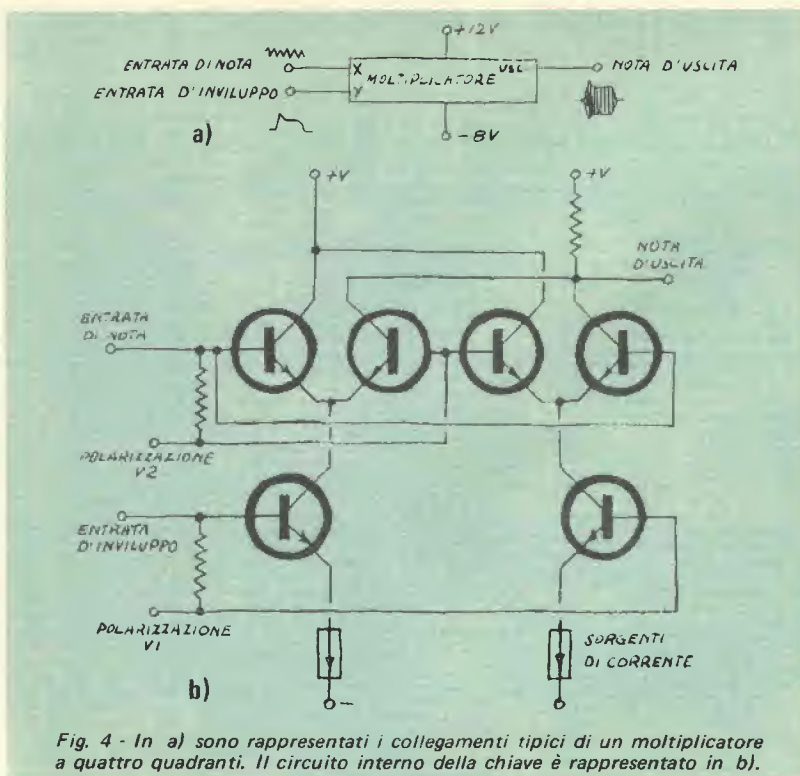 +12V
ENTRATA DI NOTA
X
USC.
MOLTIPLICATORE
NOTA D'USCITA
ENTRATA D'INVILUPPO
Y
a)
-8V
+V
+V
NOTA
D'USCITA
ENTRATA
DI NOTA
POLARIZZAZIONE
V2
ENTRATA
D'INVILUPPO
POLARIZZAZIONE
V1
SORGENTI
DI CORRENTE
b)
-
Fig. 4 - In a) sono rappresentati i collegamenti tipici di un moltiplicatore
a quattro quadranti. Il circuito interno della chiave è rappresentato in b).